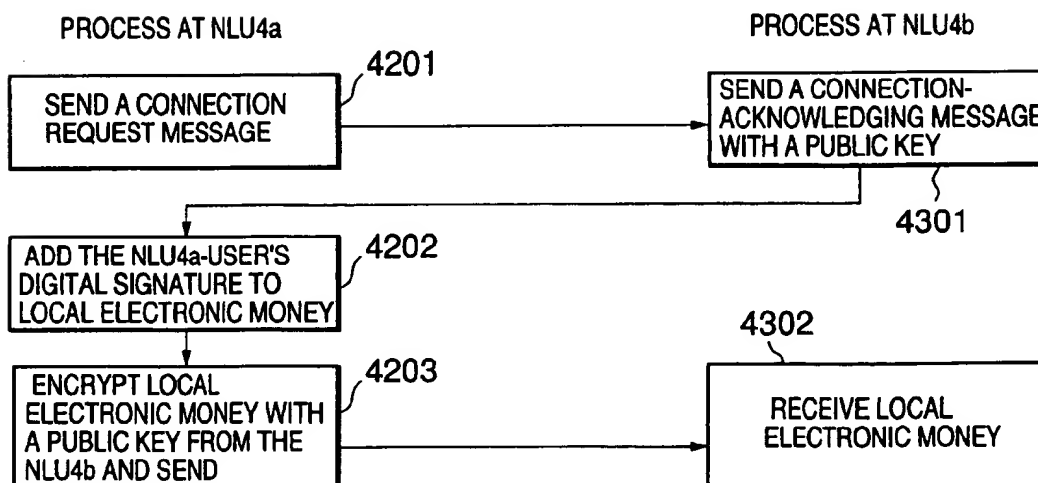 PROCESS AT NLU4a
PROCESS AT NLU4b
4201
SEND A CONNECTION
REQUEST MESSAGE
SEND A CONNECTION-
ACKNOWLEDGING MESSAGE
WITH A PUBLIC KEY
4301
4202
ADD THE NLU4a-USER'S
DIGITAL SIGNATURE TO
LOCAL ELECTRONIC MONEY
4203
ENCRYPT LOCAL
ELECTRONIC MONEY WITH
A PUBLIC KEY FROM THE
NLU4b AND SEND
4302
RECEIVE LOCAL
ELECTRONIC MONEY